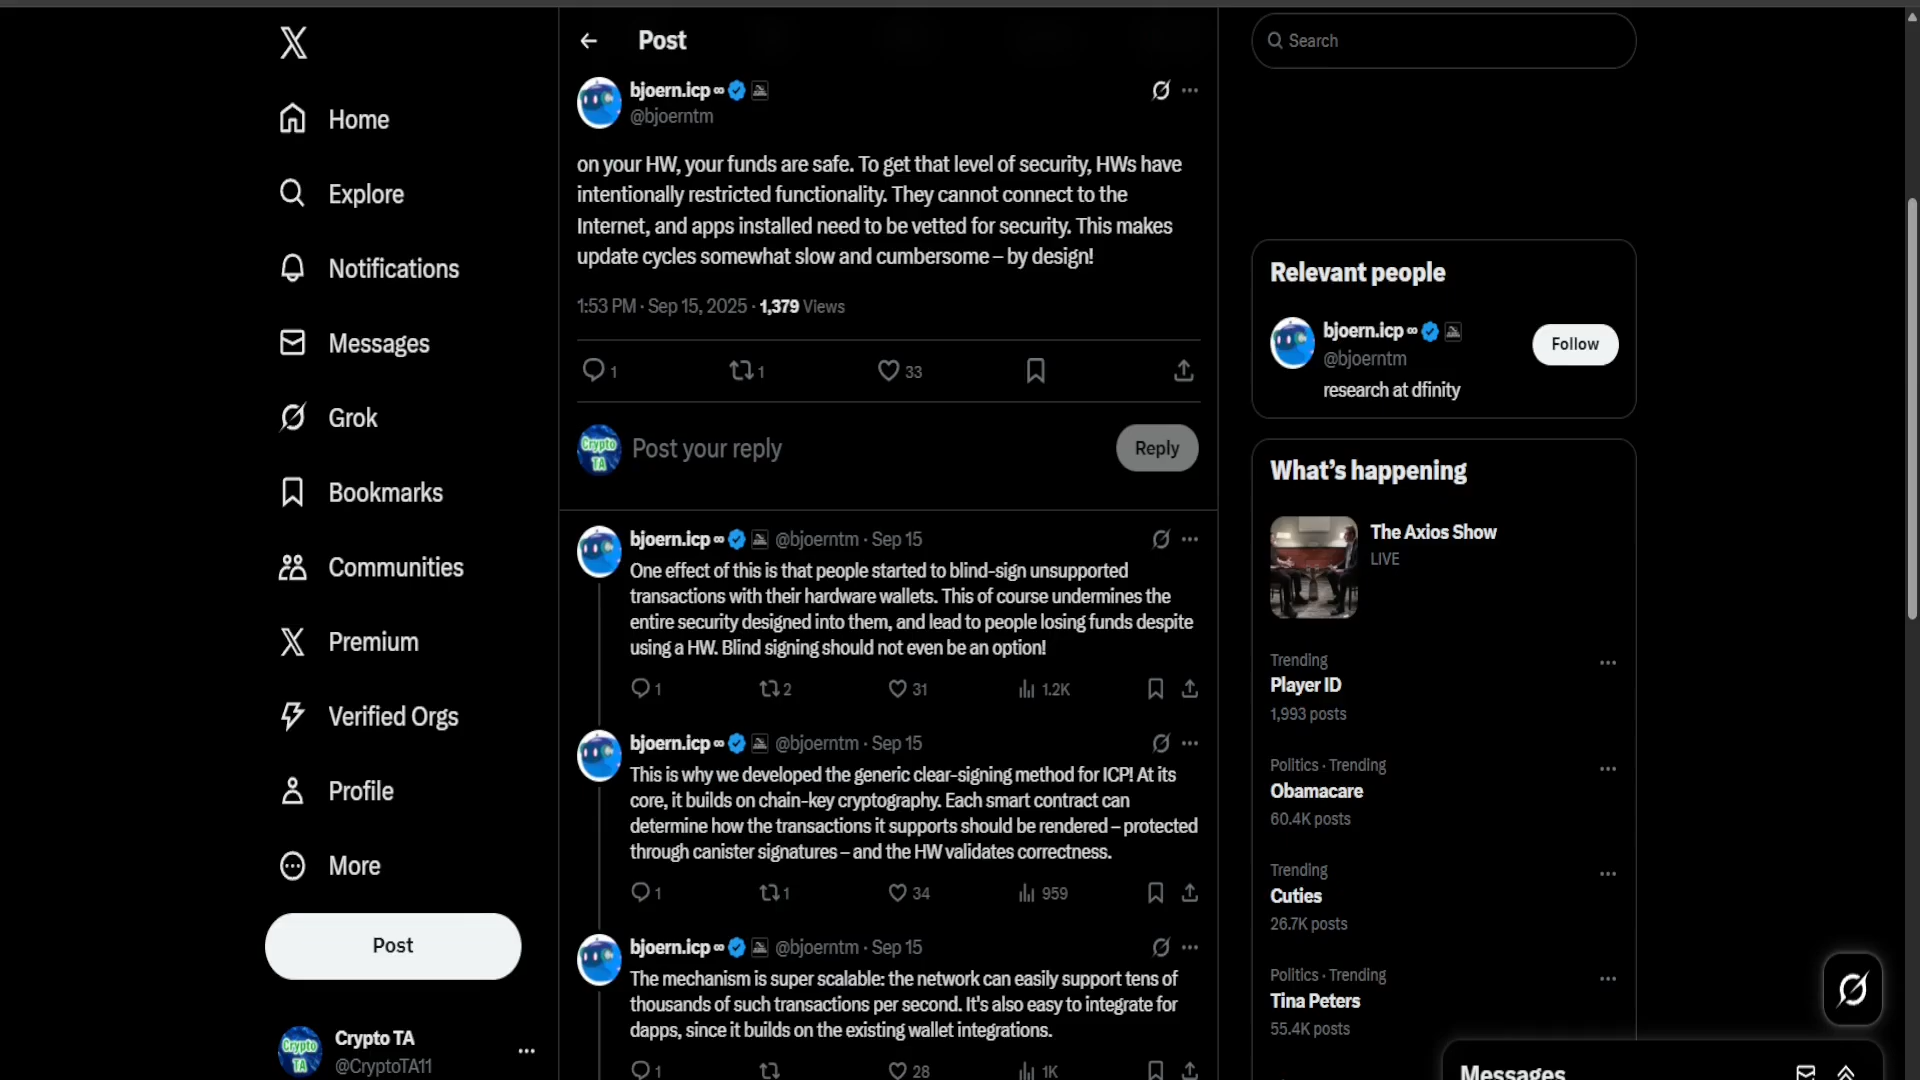 Home
Explore
Notifications
Messages
Grok
Bookmarks
Communities
Premium
Verified Orgs
Profile
More
Post
Crypto TA
@CryptoTA11
Post
bjoern.icp ∞
@bjoerntm
on your HW, your funds are safe. To get that level of security, HWs have
intentionally restricted functionality. They cannot connect to the
Internet, and apps installed need to be vetted for security. This makes
update cycles somewhat slow and cumbersome – by design!
1:53 PM · Sep 15, 2025 · 1,379 Views
1 1 33
Crypto TA
Post your reply
Reply
bjoern.icp ∞ @bjoerntm · Sep 15
One effect of this is that people started to blind-sign unsupported
transactions with their hardware wallets. This of course undermines the
entire security designed into them, and lead to people losing funds despite
using a HW. Blind signing should not even be an option!
1 2 31 1.2K
bjoern.icp ∞ @bjoerntm · Sep 15
This is why we developed the generic clear-signing method for ICP! At its
core, it builds on chain-key cryptography. Each smart contract can
determine how the transactions it supports should be rendered – protected
through canister signatures – and the HW validates correctness.
1 1 34 959
bjoern.icp ∞ @bjoerntm · Sep 15
The mechanism is super scalable: the network can easily support tens of
thousands of such transactions per second. It's also easy to integrate for
dapps, since it builds on the existing wallet integrations.
1 28 1K
Search
Relevant people
bjoern.icp ∞
@bjoerntm
Follow
research at dfinity
What's happening
The Axios Show
LIVE
Trending
Player ID
1,993 posts
Politics · Trending
Obamacare
60.4K posts
Trending
Cuties
26.7K posts
Politics · Trending
Tina Peters
55.4K posts
Messages
Crypto
TA